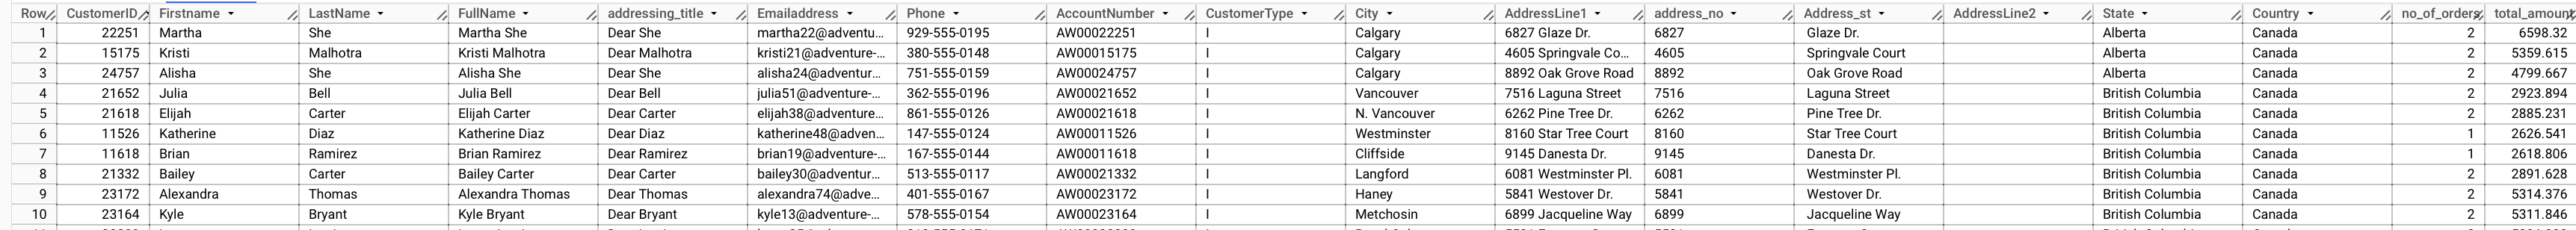 Row CustomerID Firstname LastName FullName addressing_title Emailaddress Phone AccountNumber CustomerType City AddressLine1 address_no Address_st AddressLine2 State Country no_of_orders total_amount
1 22251 Martha She Martha She Dear She martha22@adventu... 929-555-0195 AW00022251 I Calgary 6827 Glaze Dr. 6827 Glaze Dr. Alberta Canada 2 6598.32
2 15175 Kristi Malhotra Kristi Malhotra Dear Malhotra kristi21@adventure-... 380-555-0148 AW00015175 I Calgary 4605 Springvale Co... 4605 Springvale Court Alberta Canada 2 5359.615
3 24757 Alisha She Alisha She Dear She alisha24@adventur... 751-555-0159 AW00024757 I Calgary 8892 Oak Grove Road 8892 Oak Grove Road Alberta Canada 2 4799.667
4 21652 Julia Bell Julia Bell Dear Bell julia51@adventure-... 362-555-0196 AW00021652 I Vancouver 7516 Laguna Street 7516 Laguna Street British Columbia Canada 2 2923.894
5 21618 Elijah Carter Elijah Carter Dear Carter elijah38@adventure... 861-555-0126 AW00021618 I N. Vancouver 6262 Pine Tree Dr. 6262 Pine Tree Dr. British Columbia Canada 2 2885.231
6 11526 Katherine Diaz Katherine Diaz Dear Diaz katherine48@adven... 147-555-0124 AW00011526 I Westminster 8160 Star Tree Court 8160 Star Tree Court British Columbia Canada 1 2626.541
7 11618 Brian Ramirez Brian Ramirez Dear Ramirez brian19@adventure-... 167-555-0144 AW00011618 I Cliffside 9145 Danesta Dr. 9145 Danesta Dr. British Columbia Canada 1 2618.806
8 21332 Bailey Carter Bailey Carter Dear Carter bailey30@adventure... 513-555-0117 AW00021332 I Langford 6081 Westminster Pl. 6081 Westminster Pl. British Columbia Canada 2 2891.628
9 23172 Alexandra Thomas Alexandra Thomas Dear Thomas alexandra74@adve... 401-555-0167 AW00023172 I Haney 5841 Westover Dr. 5841 Westover Dr. British Columbia Canada 2 5314.376
10 23164 Kyle Bryant Kyle Bryant Dear Bryant kyle13@adventure-... 578-555-0154 AW00023164 I Metchosin 6899 Jacqueline Way 6899 Jacqueline Way British Columbia Canada 2 5311.846